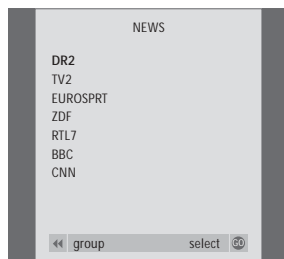 NEWS
DR2
TV2
EUROSPRT
ZDF
RTL7
BBC
CNN
group select GO